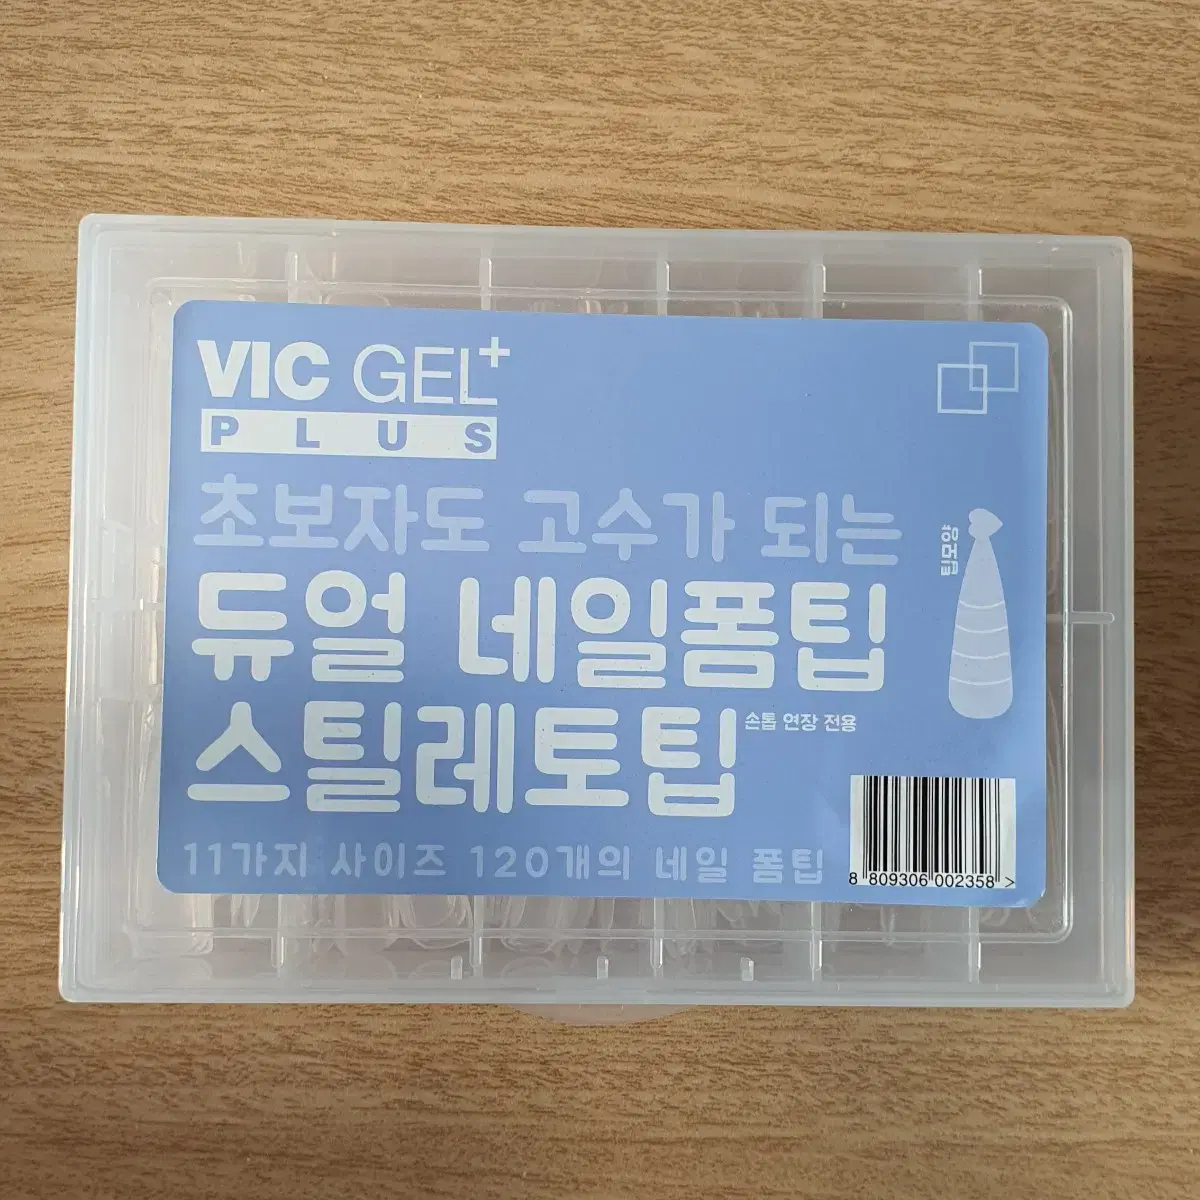 VIC GEL+
PLUS
초보자도 고수가 되는
듀얼 네일폼팁
스틸레토팁 손톱 연장 전용
11가지 사이즈 120개의 네일 폼팁
8 809306 002358 >